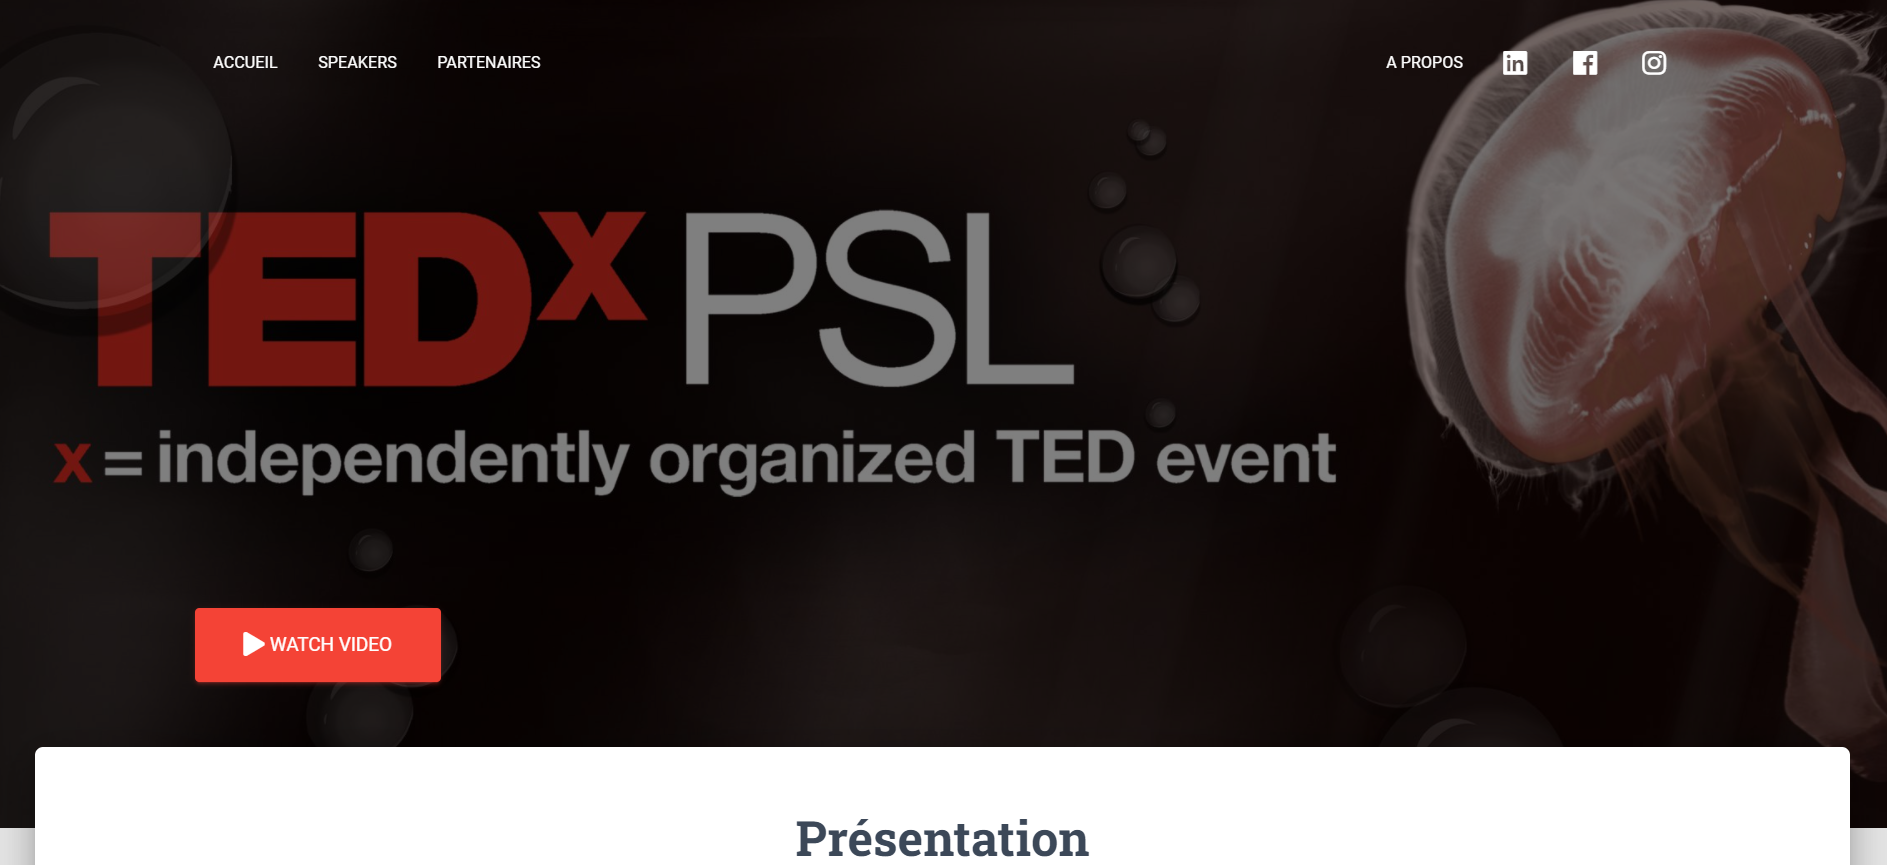 ACCUEIL SPEAKERS PARTENAIRES A PROPOS
TEDx PSL
x = independently organized TED event
WATCH VIDEO
Présentation